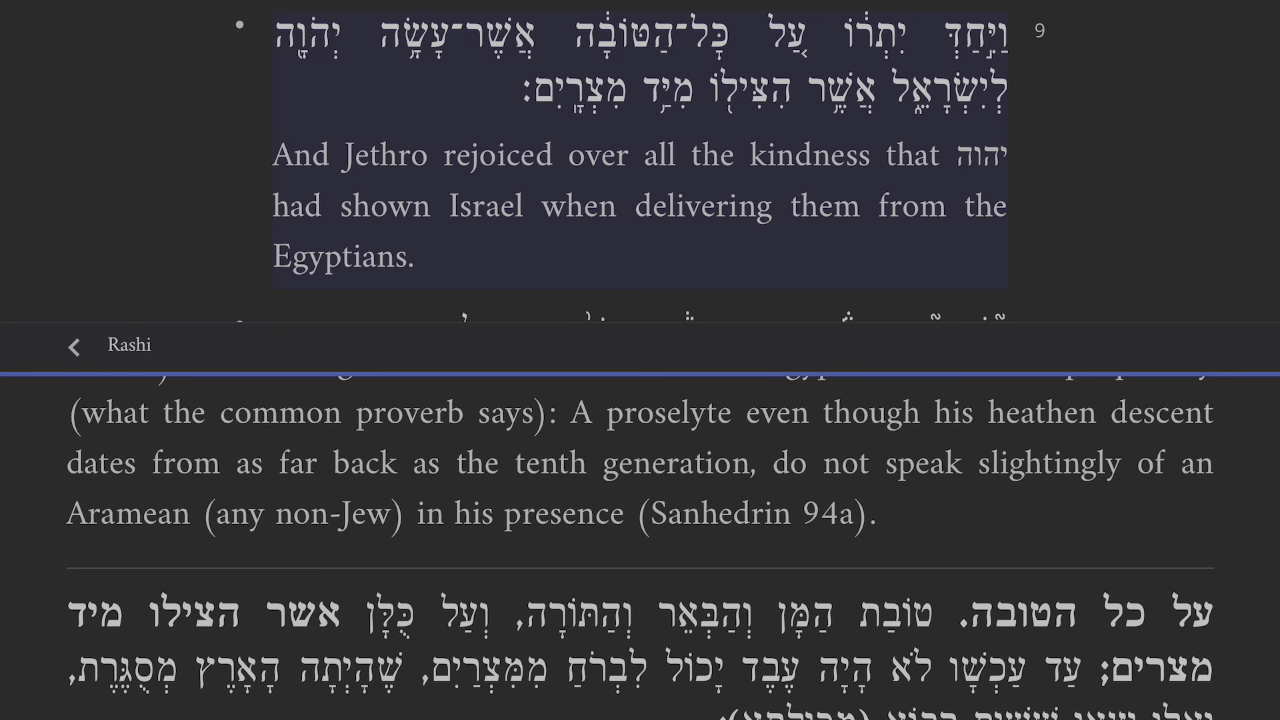 וַיִּ֣חַדְּ יִתְר֔וֹ עַ֚ל כׇּל־הַטּוֹבָ֔ה אֲשֶׁר־עָשָׂ֥ה יְהֹוָ֖ה
9
לְיִשְׂרָאֵ֑ל אֲשֶׁ֥ר הִצִּיל֖וֹ מִיַּ֥ד מִצְרָֽיִם׃
And Jethro rejoiced over all the kindness that יהוה
had shown Israel when delivering them from the
Egyptians.
Rashi
(what the common proverb says): A proselyte even though his heathen descent
dates from as far back as the tenth generation, do not speak slightingly of an
Aramean (any non-Jew) in his presence (Sanhedrin 94a).
על כל הטובה. טוֹבַת הַמָּן וְהַבְּאֵר וְהַתּוֹרָה, וְעַל כֻּלָּן אשר הצילו מיד
מצרים; עַד עַכְשָׁו לֹא הָיָה עֶבֶד יָכוֹל לִבְרֹחַ מִמִּצְרַיִם, שֶׁהָיְתָה הָאָרֶץ מְסֻגֶּרֶת,